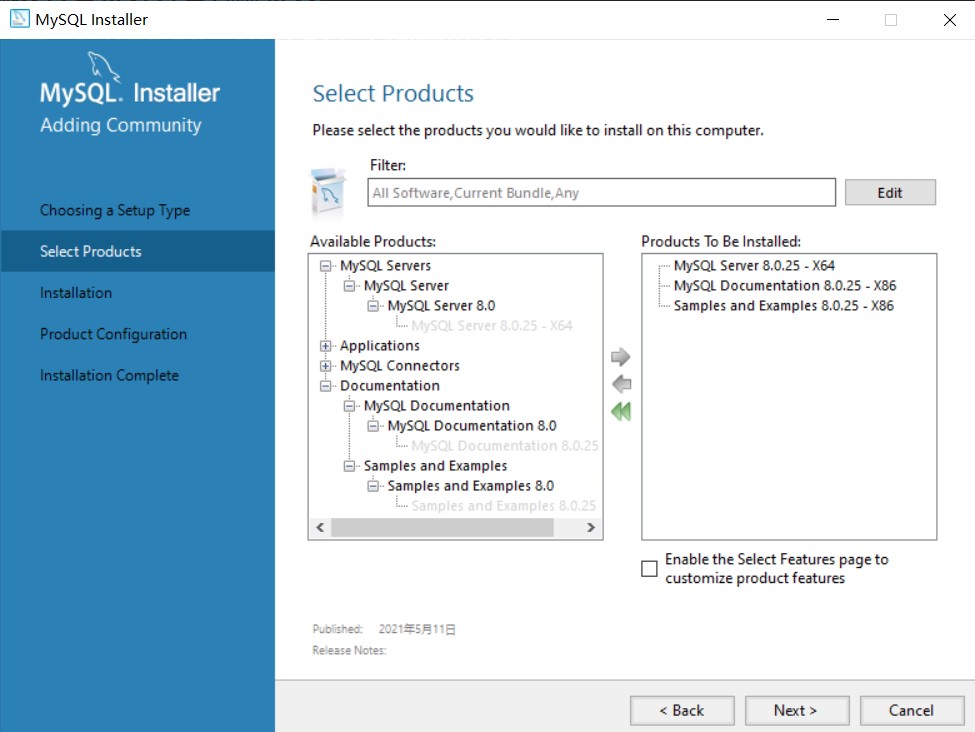 MySQL Installer
MySQL. Installer
Adding Community
Choosing a Setup Type
Select Products
Installation
Product Configuration
Installation Complete
Select Products
Please select the products you would like to install on this computer.
Filter:
All Software,Current Bundle,Any
Edit
Available Products:
MySQL Servers
MySQL Server
MySQL Server 8.0
MySQL Server 8.0.25 - X64
Applications
MySQL Connectors
Documentation
MySQL Documentation
MySQL Documentation 8.0
MySQL Documentation 8.0.25
Samples and Examples
Samples and Examples 8.0
Samples and Examples 8.0.25
Products To Be Installed:
MySQL Server 8.0.25 - X64
MySQL Documentation 8.0.25 - X86
Samples and Examples 8.0.25 - X86
Enable the Select Features page to
customize product features
Published: 2021年5月11日
Release Notes:
< Back
Next >
Cancel